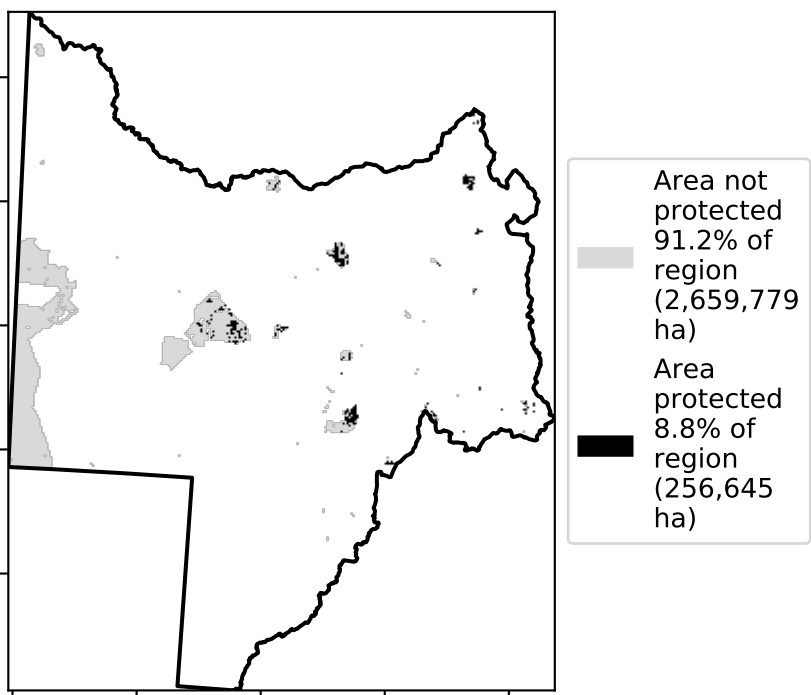 Area not
protected
91.2% of
region
(2,659,779
ha)
Area
protected
8.8% of
region
(256,645
ha)